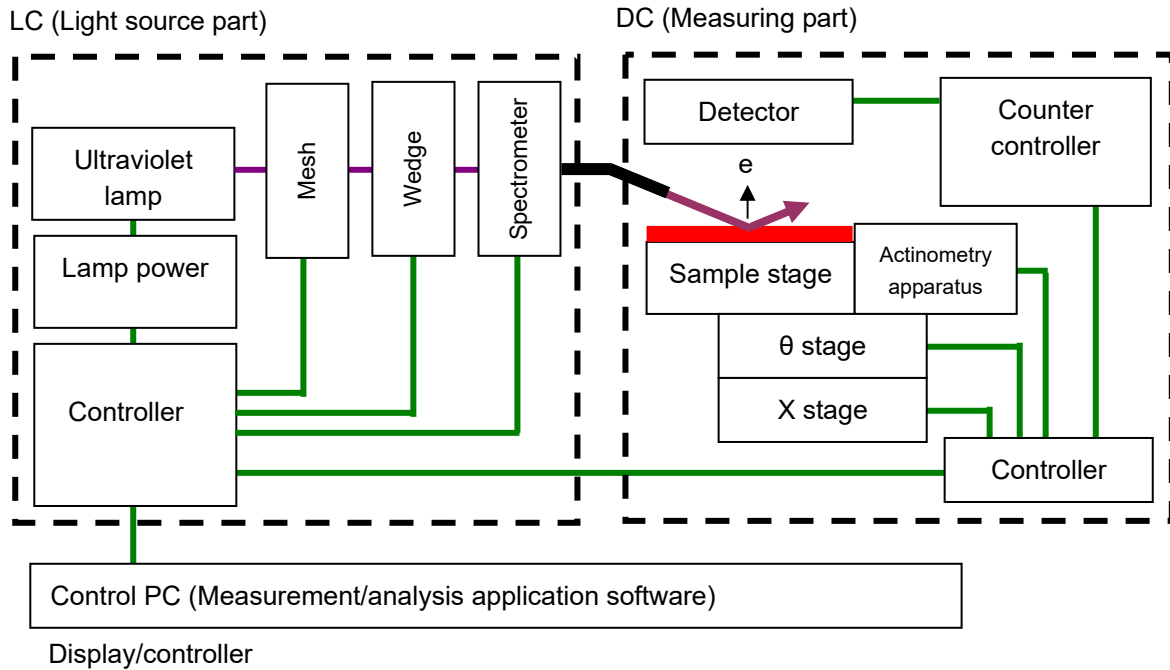 LC (Light source part)
DC (Measuring part)
Ultraviolet
lamp
Mesh
Wedge
Spectrometer
Lamp power
Controller
Detector
Counter
controller
e
Sample stage
Actinometry
apparatus
θ stage
X stage
Controller
Control PC (Measurement/analysis application software)
Display/controller